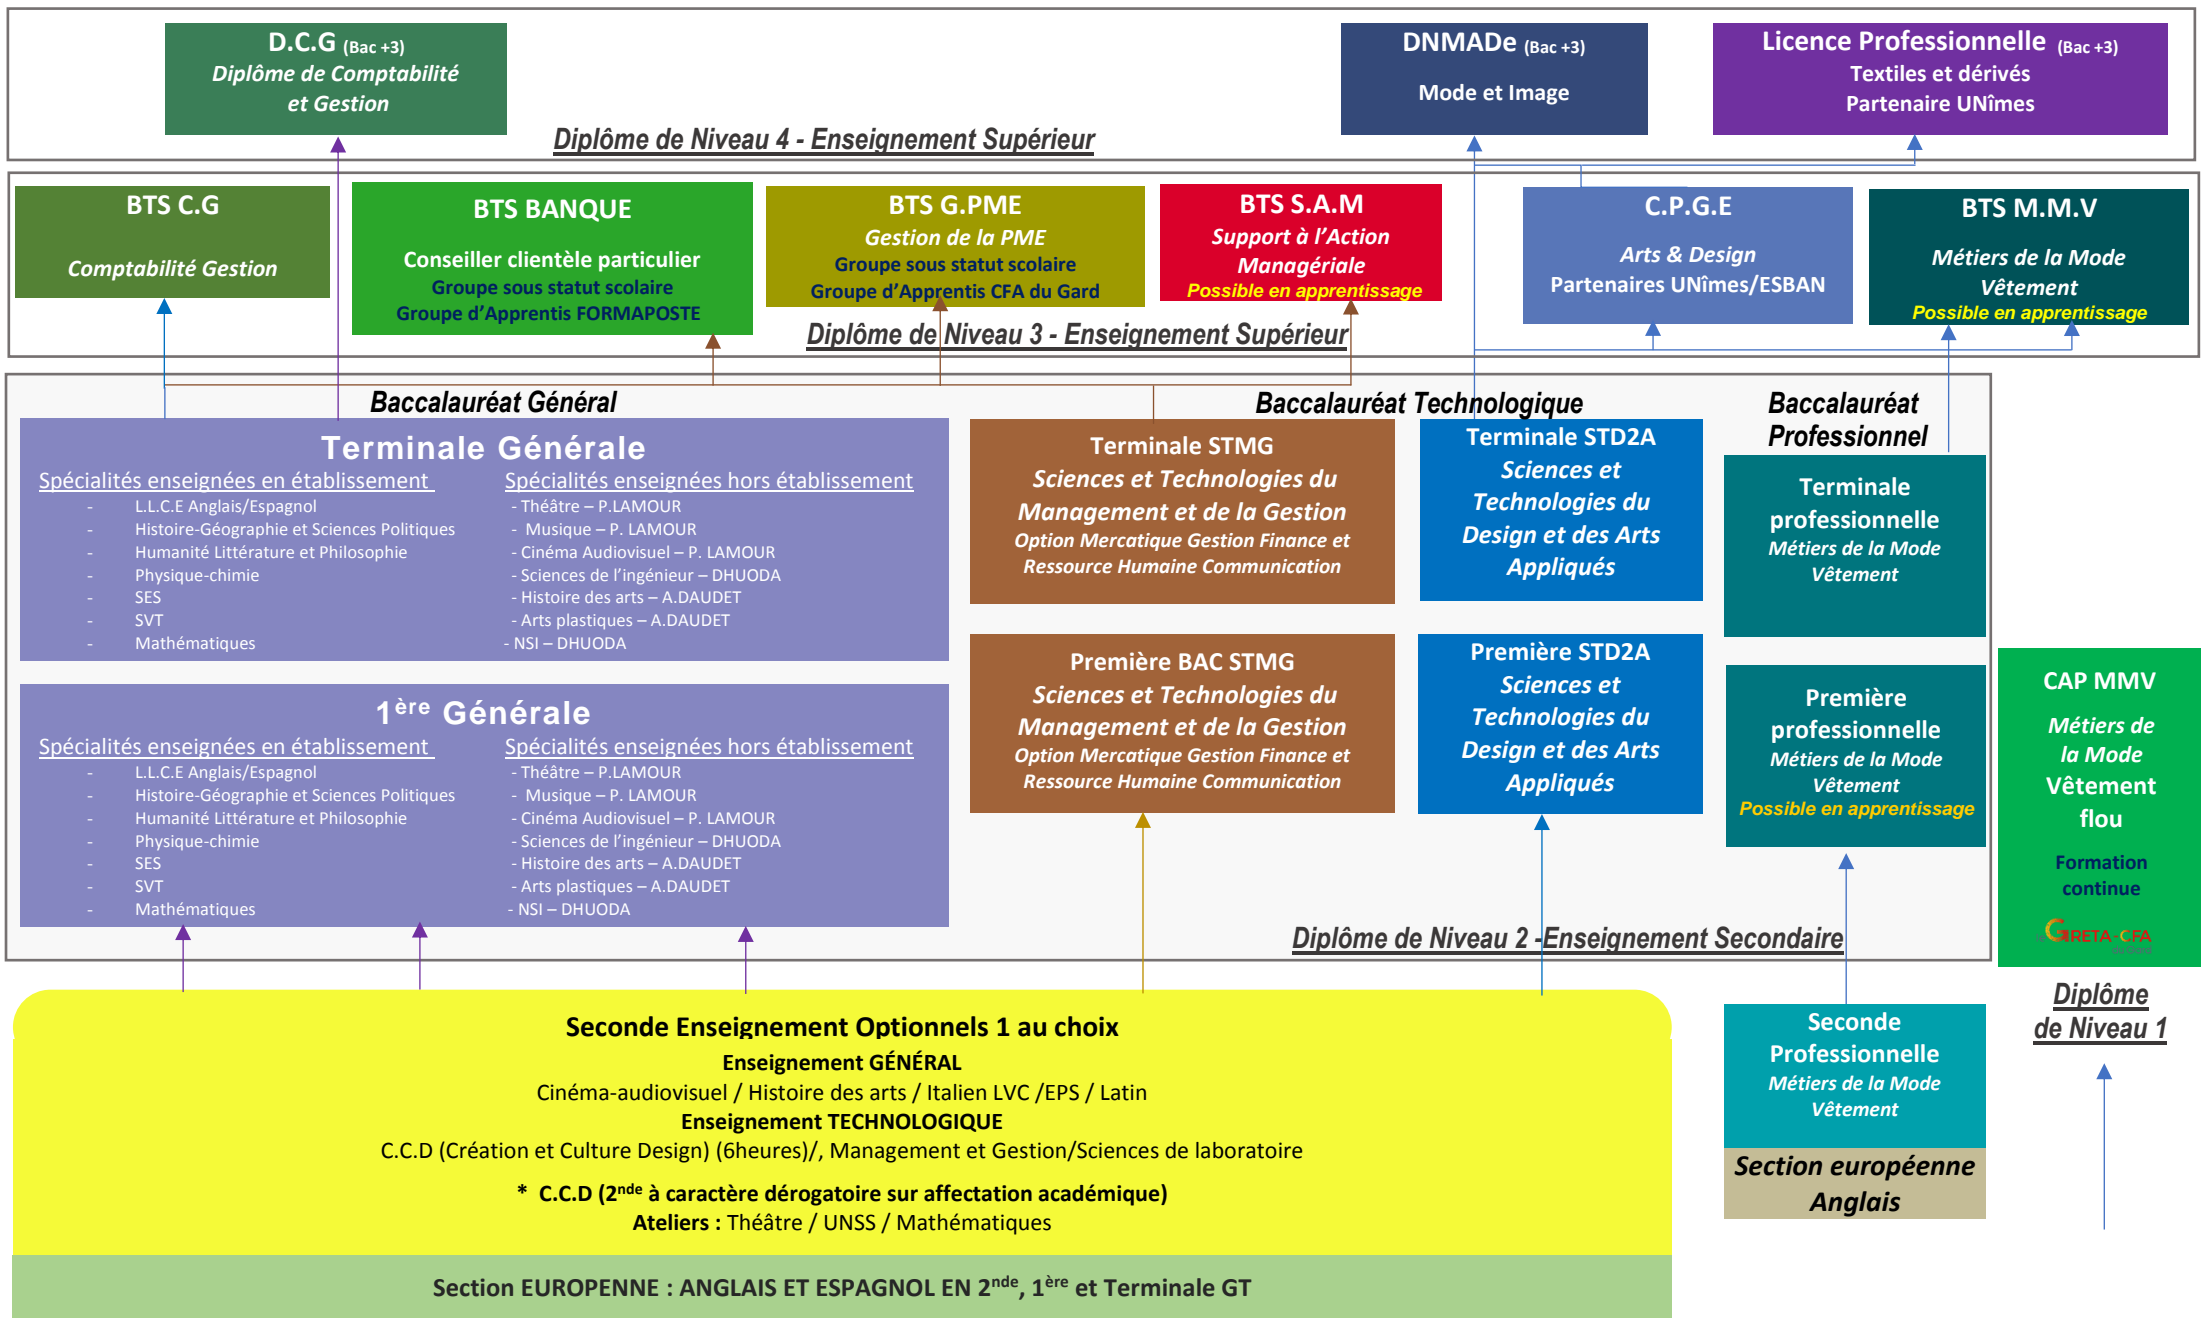 D.C.G (Bac +3)
Diplôme de Comptabilité
et Gestion
DNMADe (Bac +3)
Mode et Image
Licence Professionnelle (Bac +3)
Textiles et dérivés
Partenaire UNîmes
Diplôme de Niveau 4 - Enseignement Supérieur
BTS C.G
Comptabilité Gestion
BTS BANQUE
Conseiller clientèle particulier
Groupe sous statut scolaire
Groupe d'Apprentis FORMAPOSTE
BTS G.PME
Gestion de la PME
Groupe sous statut scolaire
Groupe d'Apprentis CFA du Gard
BTS S.A.M
Support à l'Action
Managériale
Possible en apprentissage
C.P.G.E
Arts & Design
Partenaires UNîmes/ESBAN
BTS M.M.V
Métiers de la Mode
Vêtement
Possible en apprentissage
Diplôme de Niveau 3 - Enseignement Supérieur
Baccalauréat Général
Baccalauréat Technologique
Baccalauréat
Professionnel
Terminale Générale
Spécialités enseignées en établissement
- L.L.C.E Anglais/Espagnol
- Histoire-Géographie et Sciences Politiques
- Humanité Littérature et Philosophie
- Physique-chimie
- SES
- SVT
- Mathématiques
Spécialités enseignées hors établissement
- Théâtre – P.LAMOUR
- Musique – P. LAMOUR
- Cinéma Audiovisuel – P. LAMOUR
- Sciences de l'ingénieur – DHUODA
- Histoire des arts – A.DAUDET
- Arts plastiques – A.DAUDET
- NSI – DHUODA
Terminale STMG
Sciences et Technologies du
Management et de la Gestion
Option Mercatique Gestion Finance et
Ressource Humaine Communication
Terminale STD2A
Sciences et
Technologies du
Design et des Arts
Appliqués
Terminale
professionnelle
Métiers de la Mode
Vêtement
1ère Générale
Spécialités enseignées en établissement
- L.L.C.E Anglais/Espagnol
- Histoire-Géographie et Sciences Politiques
- Humanité Littérature et Philosophie
- Physique-chimie
- SES
- SVT
- Mathématiques
Spécialités enseignées hors établissement
- Théâtre – P.LAMOUR
- Musique – P. LAMOUR
- Cinéma Audiovisuel – P. LAMOUR
- Sciences de l'ingénieur – DHUODA
- Histoire des arts – A.DAUDET
- Arts plastiques – A.DAUDET
- NSI – DHUODA
Première BAC STMG
Sciences et Technologies du
Management et de la Gestion
Option Mercatique Gestion Finance et
Ressource Humaine Communication
Première STD2A
Sciences et
Technologies du
Design et des Arts
Appliqués
Première
professionnelle
Métiers de la Mode
Vêtement
Possible en apprentissage
CAP MMV
Métiers de
la Mode
Vêtement
flou
Formation
continue
GRETA-CFA
du Gard
Diplôme de Niveau 2 -Enseignement Secondaire
Diplôme
de Niveau 1
Seconde Enseignement Optionnels 1 au choix
Enseignement GÉNÉRAL
Cinéma-audiovisuel / Histoire des arts / Italien LVC /EPS / Latin
Enseignement TECHNOLOGIQUE
C.C.D (Création et Culture Design) (6heures)/, Management et Gestion/Sciences de laboratoire
* C.C.D (2nde à caractère dérogatoire sur affectation académique)
Ateliers : Théâtre / UNSS / Mathématiques
Seconde
Professionnelle
Métiers de la Mode
Vêtement
Section européenne
Anglais
Section EUROPENNE : ANGLAIS ET ESPAGNOL EN 2nde, 1ère et Terminale GT